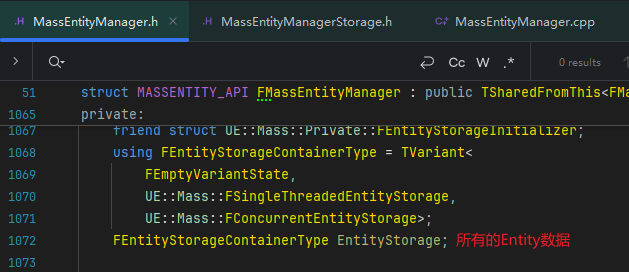 MassEntityManager.h
MassEntityManagerStorage.h
MassEntityManager.cpp
Cc W .* 0 results
51 struct MASSENTITY_API FMassEntityManager : public TSharedFromThis<FMa
1065 private:
1067 friend struct UE::Mass::Private::FEntityStorageInitializer;
1068 using FEntityStorageContainerType = TVariant<
1069 FEmptyVariantState,
1070 UE::Mass::FSingleThreadedEntityStorage,
1071 UE::Mass::FConcurrentEntityStorage>;
1072 FEntityStorageContainerType EntityStorage; 所有的Entity数据
1073